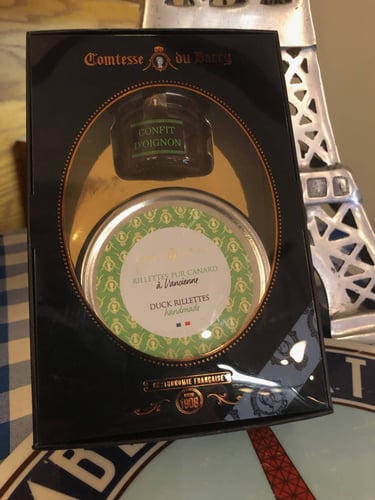 Comtesse du Barry
CONFIT
D'OIGNON
RILLETTES PUR CANARD
à l'ancienne
DUCK RILLETTES
handmade
GASTRONOMIE FRANÇAISE
1908